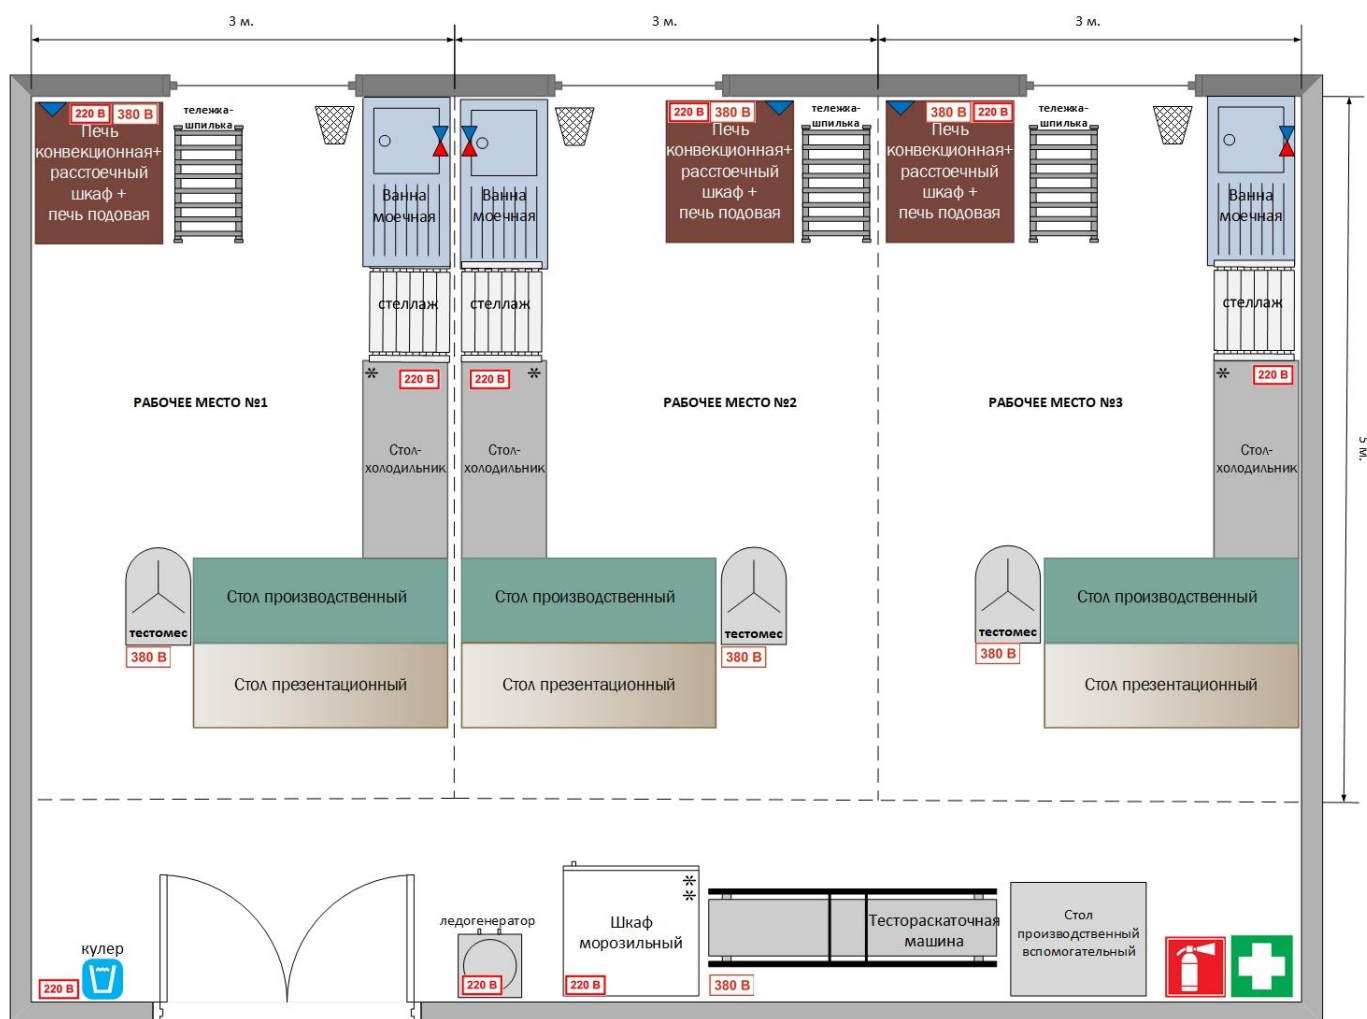 3 м.
3 м.
3 м.
220 В
380 В
Печь
конвекционная+
расстоечный
шкаф +
печь подовая
тележка-
шпилька
Ванна
моечная
Ванна
моечная
220 В
380 В
Печь
конвекционная+
расстоечный
шкаф +
печь подовая
тележка-
шпилька
380 В
220 В
Печь
конвекционная+
расстоечный
шкаф +
печь подовая
тележка-
шпилька
Ванна
моечная
стеллаж
стеллаж
стеллаж
220 В
220 В
220 В
РАБОЧЕЕ МЕСТО №1
РАБОЧЕЕ МЕСТО №2
РАБОЧЕЕ МЕСТО №3
5 м.
Стол-
холодильник
Стол-
холодильник
Стол-
холодильник
тестомес
380 В
Стол производственный
Стол презентационный
Стол производственный
Стол презентационный
тестомес
380 В
тестомес
380 В
Стол производственный
Стол презентационный
кулер
220 В
ледогенератор
220 В
Шкаф
морозильный
220 В
Тестораскаточная
машина
380 В
Стол
производственный
вспомогательный